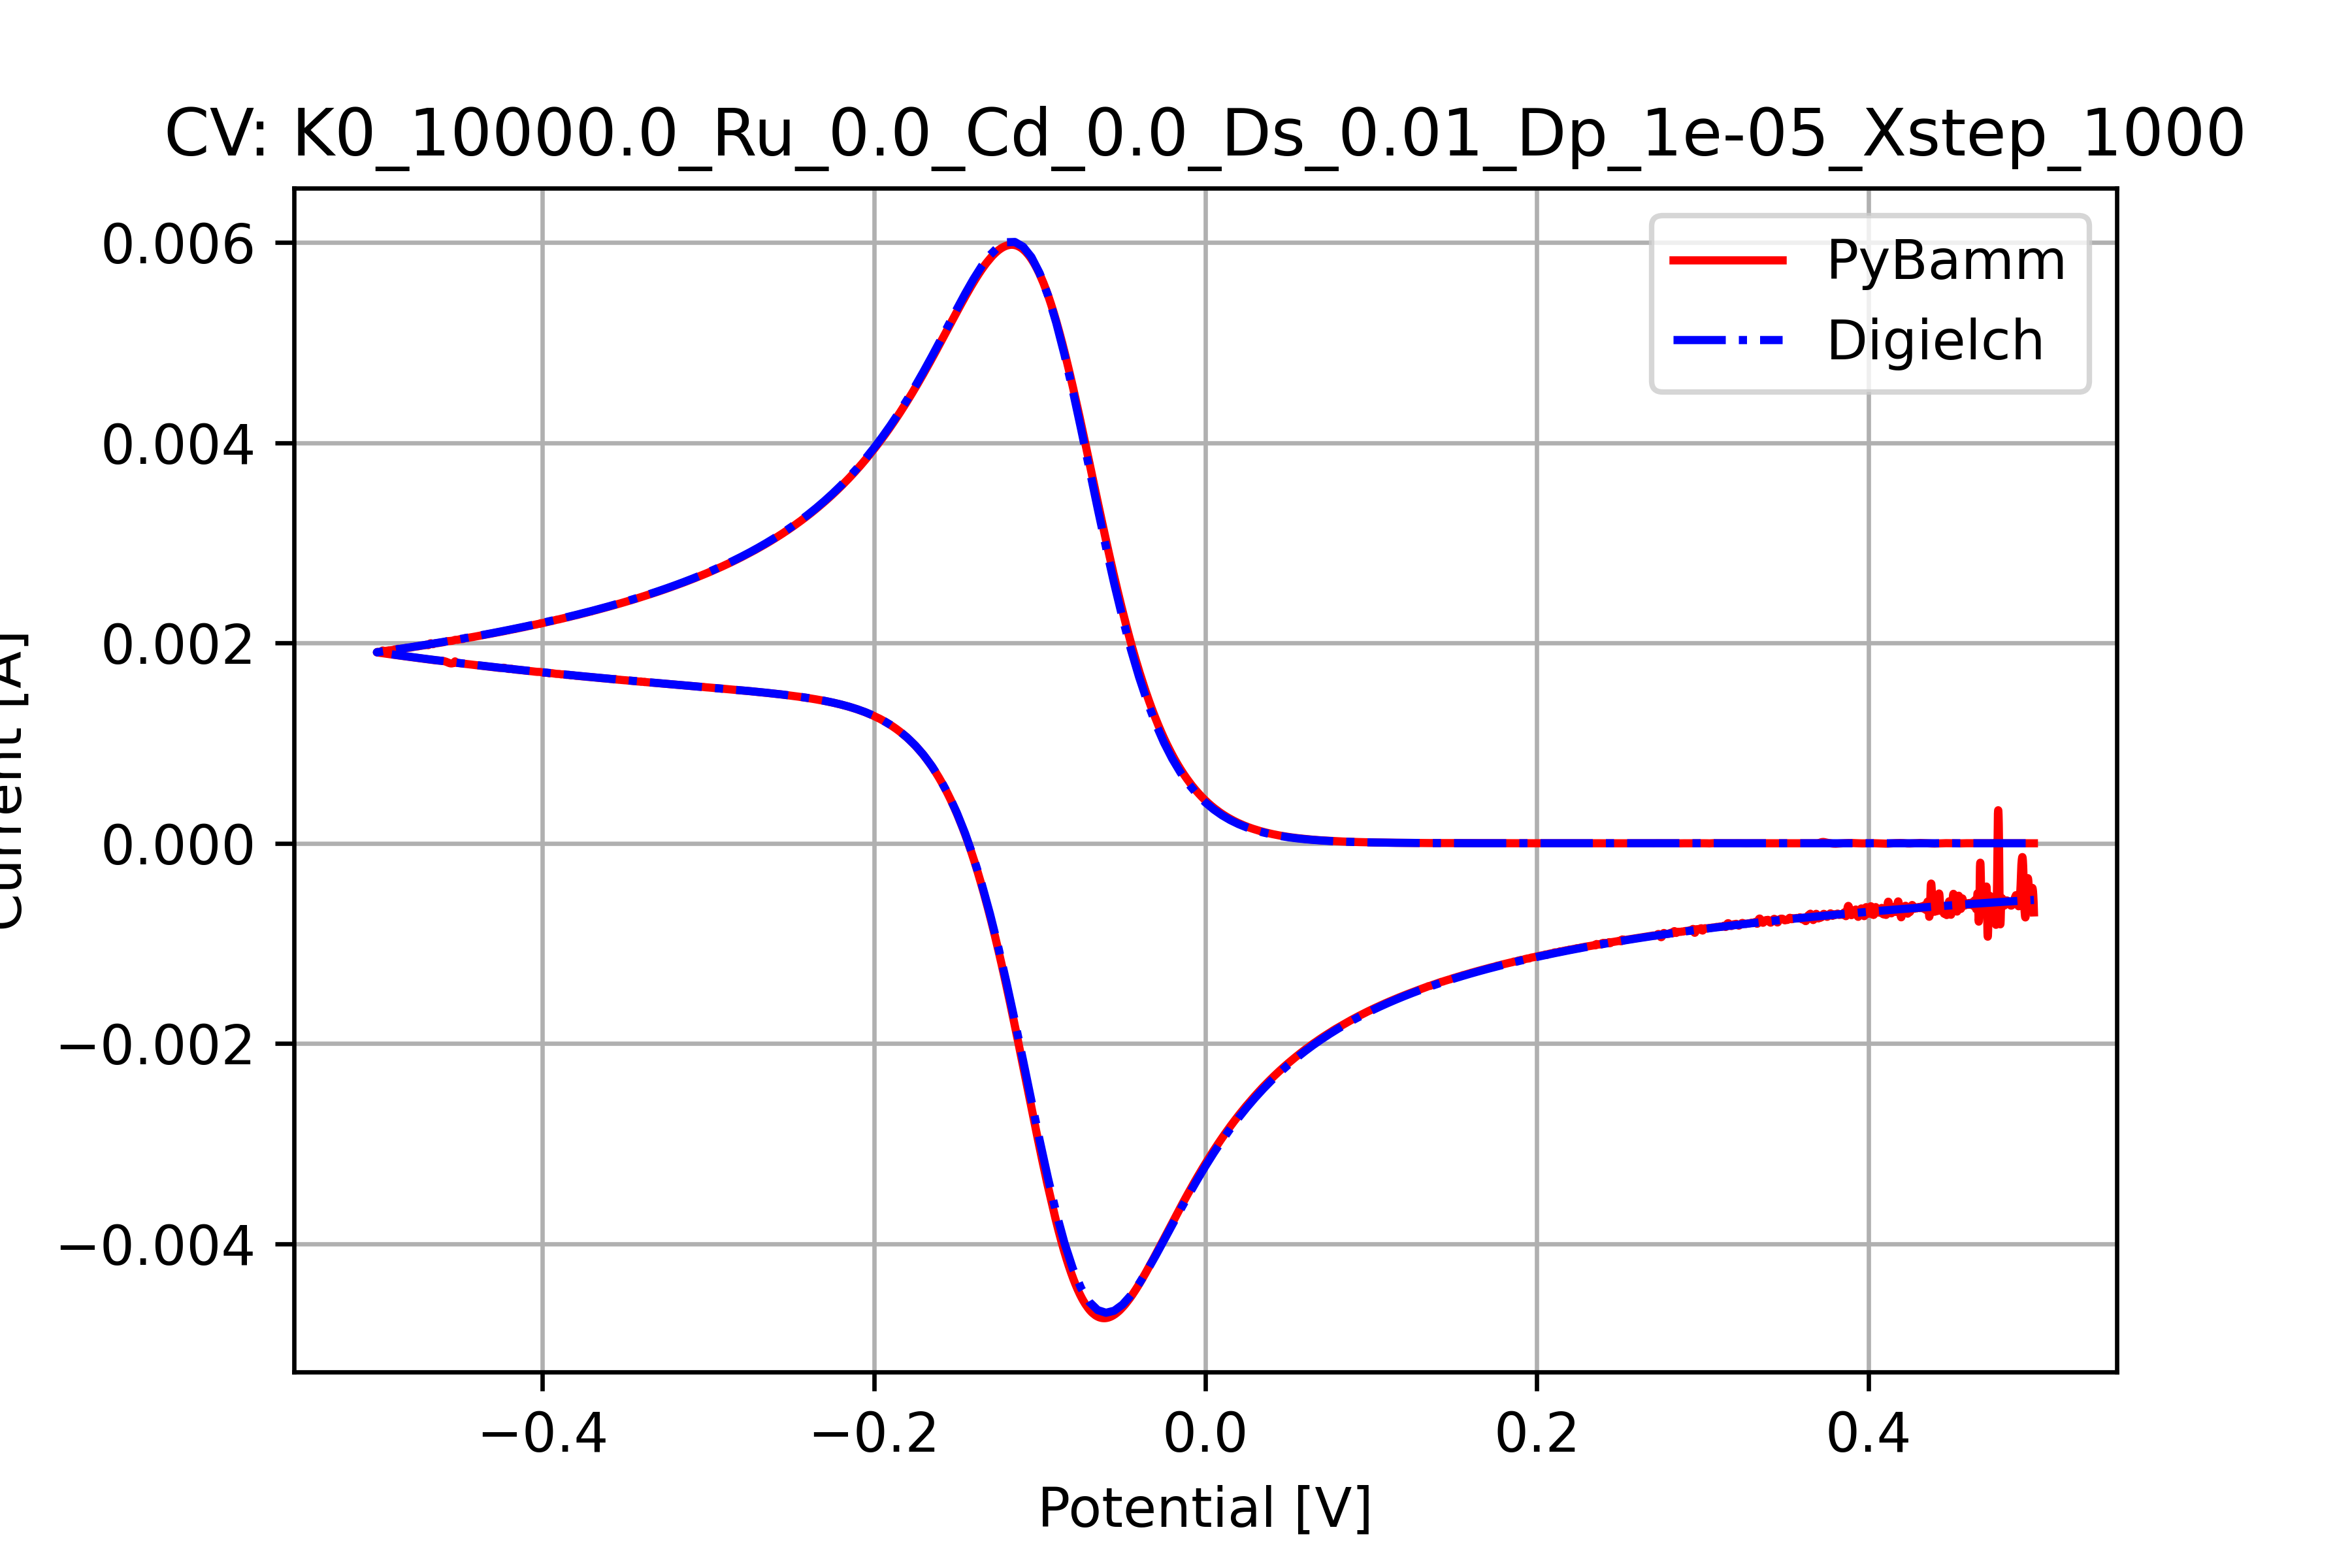 CV: K0_10000.0_Ru_0.0_Cd_0.0_Ds_0.01_Dp_1e-05_Xstep_1000
PyBamm
Digielch
0.006
0.004
0.002
0.000
−0.002
−0.004
Current [A]
−0.4
−0.2
0.0
0.2
0.4
Potential [V]